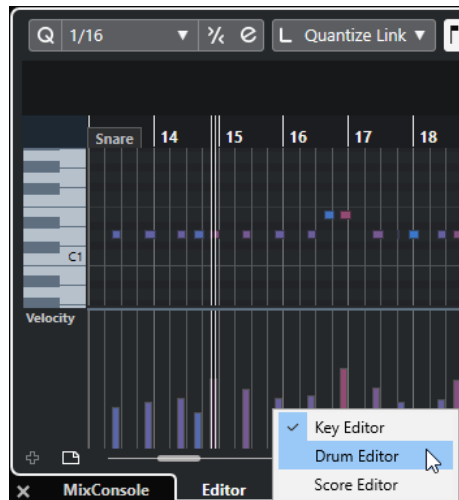 Q 1/16 L Quantize Link
Snare 14 15 16 17 18
C1
Velocity
Key Editor
Drum Editor
Score Editor
MixConsole Editor